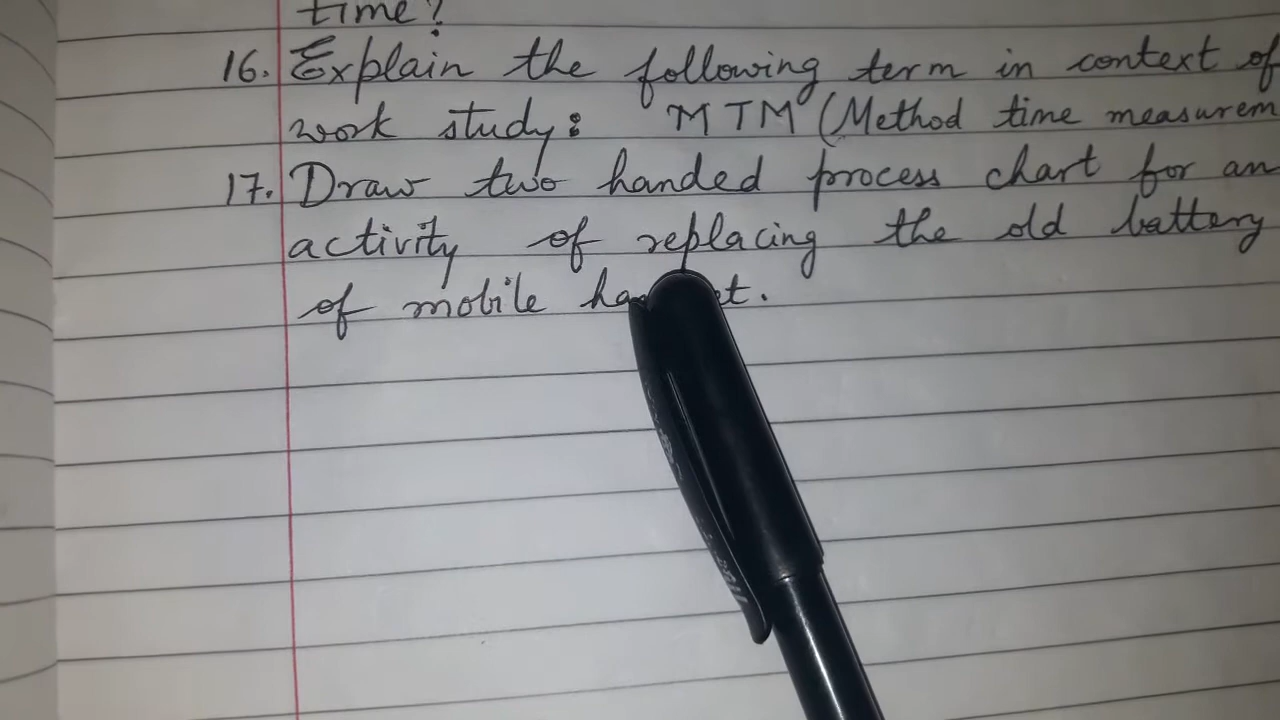 time?
16. Explain the following term in context of
work study: MTM (Method time measurem
17. Draw two handed process chart for an
activity of replacing the old battery
of mobile